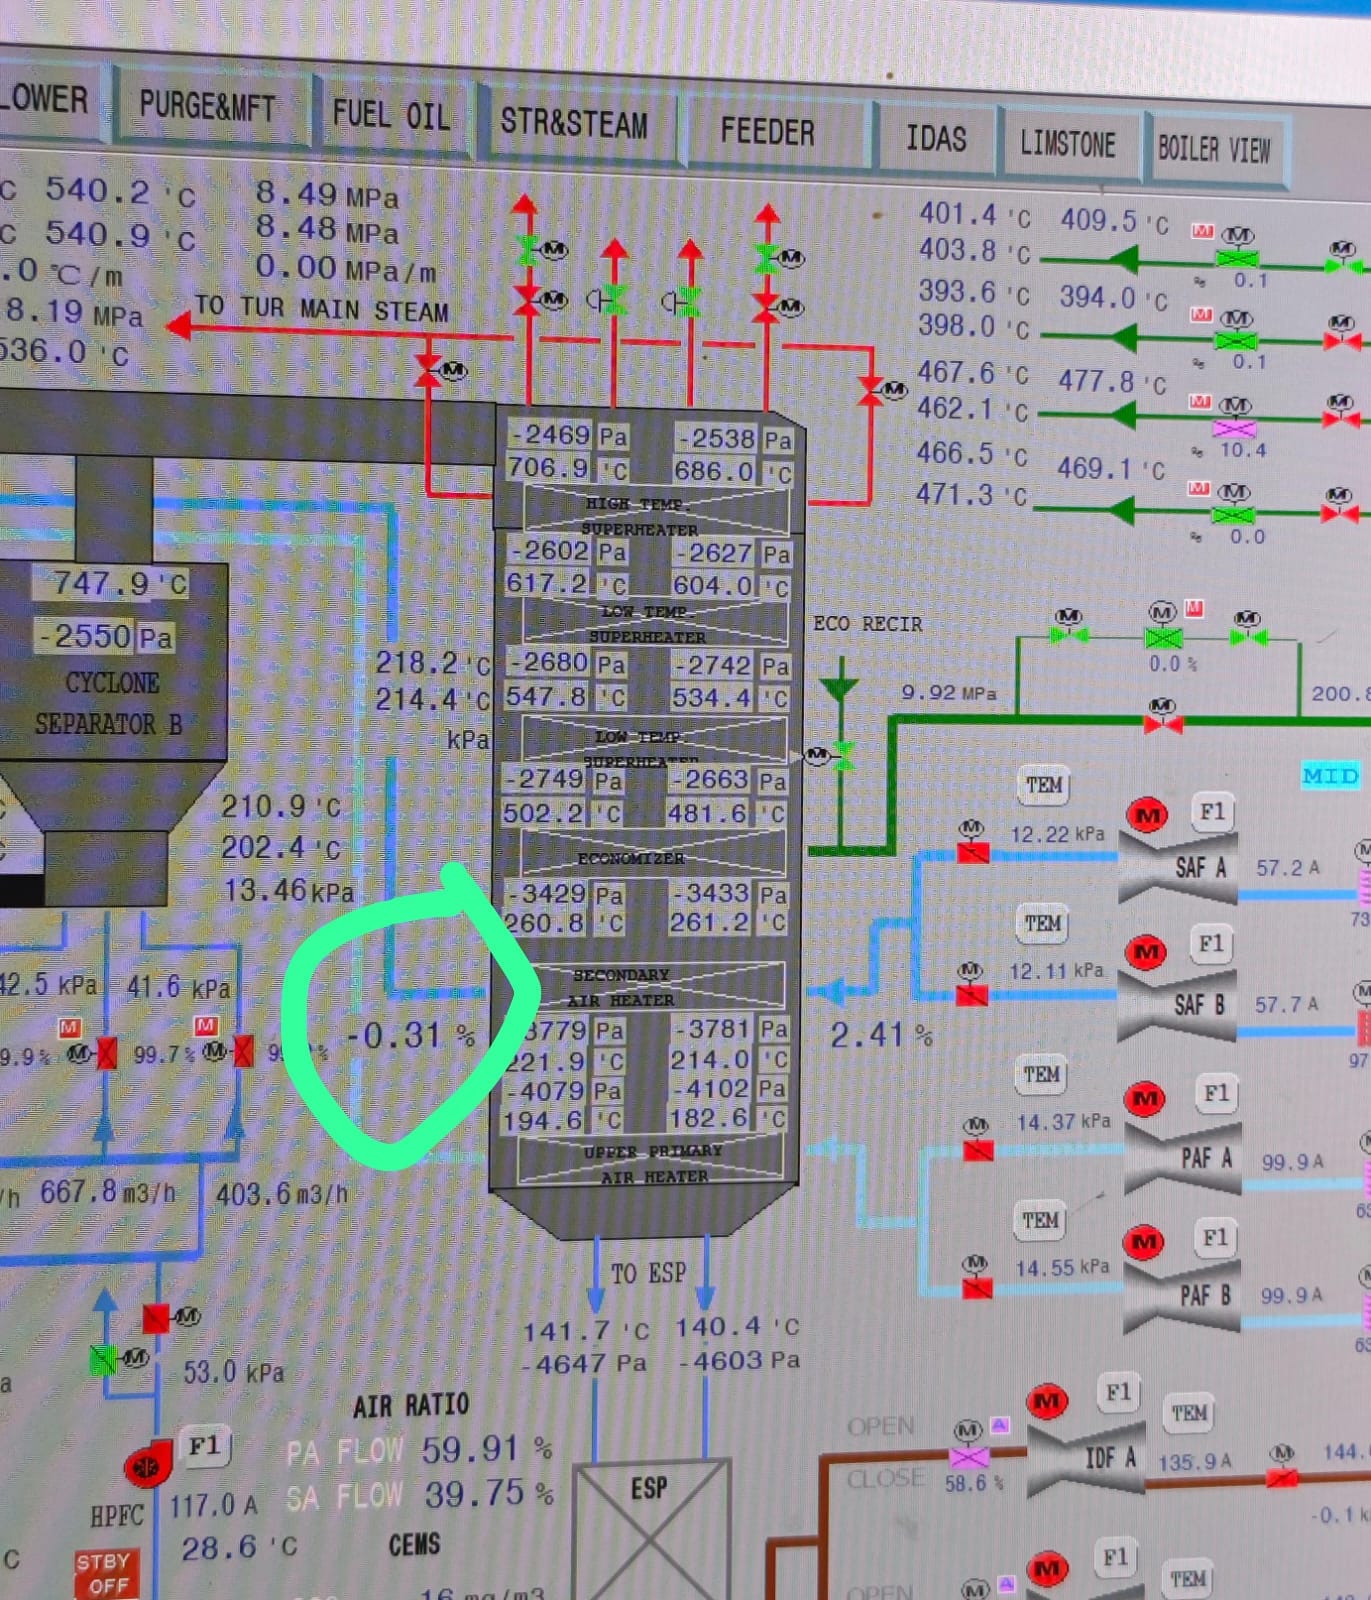 LOWER PURGE&MFT FUEL OIL STR&STEAM FEEDER IDAS LIMSTONE BOILER VIEW
C 540.2 'C 8.49 MPa
C 540.9 'C 8.48 MPa
.0 ℃/m 0.00 MPa/m
8.19 MPa TO TUR MAIN STEAM
536.0 'C
401.4 'C 409.5 'C M M
403.8 'C
% 0.1
393.6 'C 394.0 'C M M M
398.0 'C
% 0.1
467.6 'C 477.8 'C M M M
462.1 'C
% 10.4
466.5 'C 469.1 'C M M M
471.3 'C
% 0.0
M M
M M
M M
-2469 Pa -2538 Pa
706.9 'C 686.0 'C
HIGH TEMP.
SUPERHEATER
-2602 Pa -2627 Pa
617.2 'C 604.0 'C
LOW TEMP.
SUPERHEATER
-2680 Pa -2742 Pa
547.8 'C 534.4 'C
LOW TEMP
SUPERHEATER
-2749 Pa -2663 Pa
502.2 'C 481.6 'C
ECONOMIZER
-3429 Pa -3433 Pa
260.8 'C 261.2 'C
SECONDARY
AIR HEATER
3779 Pa -3781 Pa
221.9 'C 214.0 'C
-4079 Pa -4102 Pa
194.6 'C 182.6 'C
UPPER PRIMARY
AIR HEATER
TO ESP
141.7 'C 140.4 'C
-4647 Pa -4603 Pa
ESP
747.9 'C
-2550 Pa
CYCLONE
SEPARATOR B
218.2 'C
214.4 'C
kPa
210.9 'C
202.4 'C
13.46 kPa
42.5 kPa 41.6 kPa
M M
9.9 % M 99.7 % M
-0.31 %
2.41 %
/h 667.8 m3/h 403.6 m3/h
M
M
53.0 kPa
a
F1
HPFC 117.0 A
28.6 'C
C
STBY
OFF
AIR RATIO
PA FLOW 59.91 %
SA FLOW 39.75 %
CEMS
16 mg/m3
ECO RECIR
M
M M M M
0.0 %
9.92 MPa 200.8
M
MID
TEM
M 12.22 kPa M F1
SAF A 57.2 A
TEM
M 12.11 kPa M F1
SAF B 57.7 A
97
TEM
M 14.37 kPa M F1
PAF A 99.9 A
TEM
M 14.55 kPa M F1
PAF B 99.9 A
OPEN M A M F1 TEM
CLOSE IDF A 135.9 A M 144.
58.6 %
-0.1 k
OPEN M A M F1 TEM